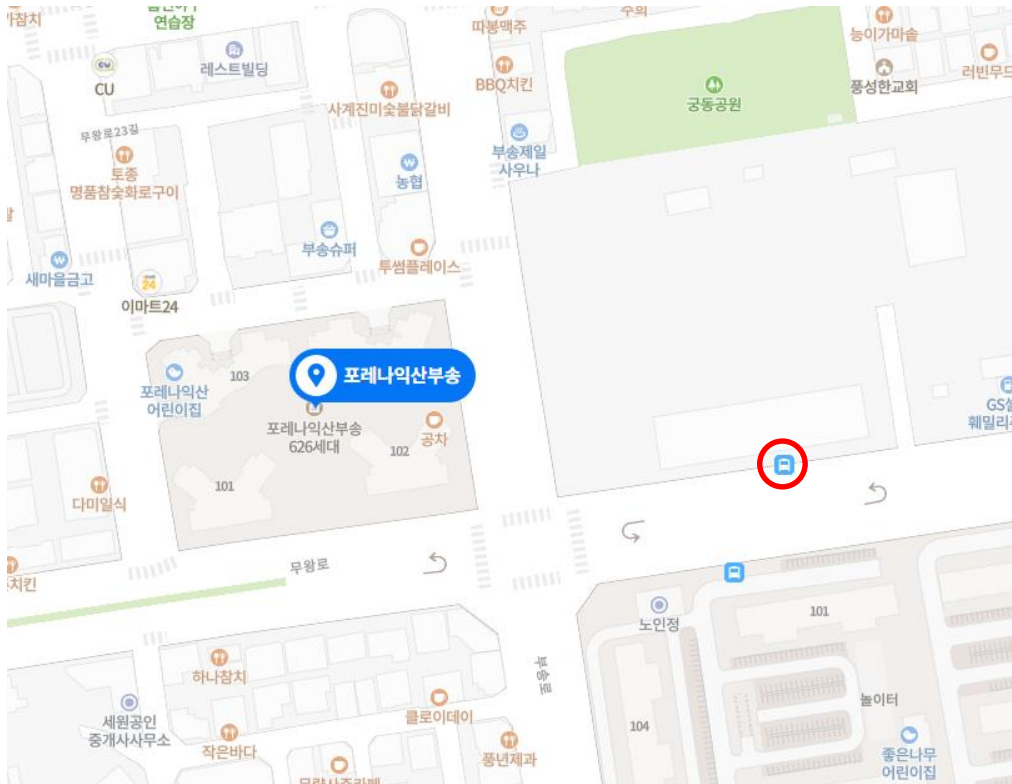 연습장
따봉맥주
능이가마솥
CU
레스트빌딩
BBQ치킨
궁동공원
풍성한교회
사계진미숯불닭갈비
무왕로23길
토종
명품참숯화로구이
농협
부송제일
사우나
부송슈퍼
투썸플레이스
새마을금고
24
이마트24
포레나익산
어린이집
103
포레나익산부송
포레나익산부송
626세대
102
공차
101
다미일식
무왕로
치킨
노인정
101
하나참치
부송로
세원공인
중개사사무소
작은바다
클로이데이
풍년제과
104
놀이터
좋은나무
어린이집